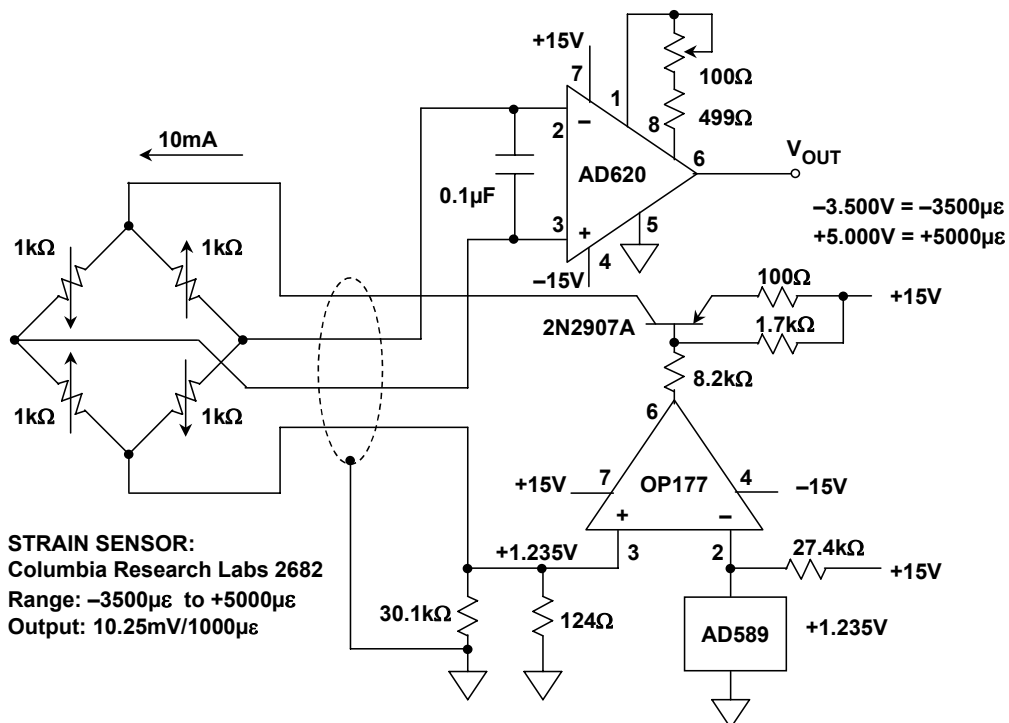 +15V
7
1
100Ω
8
499Ω
2
–
6
VOUT
10mA
AD620
0.1µF
3
+
5
4
–15V
–3.500V = –3500µε
+5.000V = +5000µε
1kΩ
1kΩ
100Ω
+15V
2N2907A
1.7kΩ
8.2kΩ
1kΩ
1kΩ
6
+15V
7
OP177
4
–15V
+
–
STRAIN SENSOR:
Columbia Research Labs 2682
Range: –3500µε to +5000µε
Output: 10.25mV/1000µε
+1.235V
3
2
27.4kΩ
+15V
30.1kΩ
124Ω
AD589
+1.235V